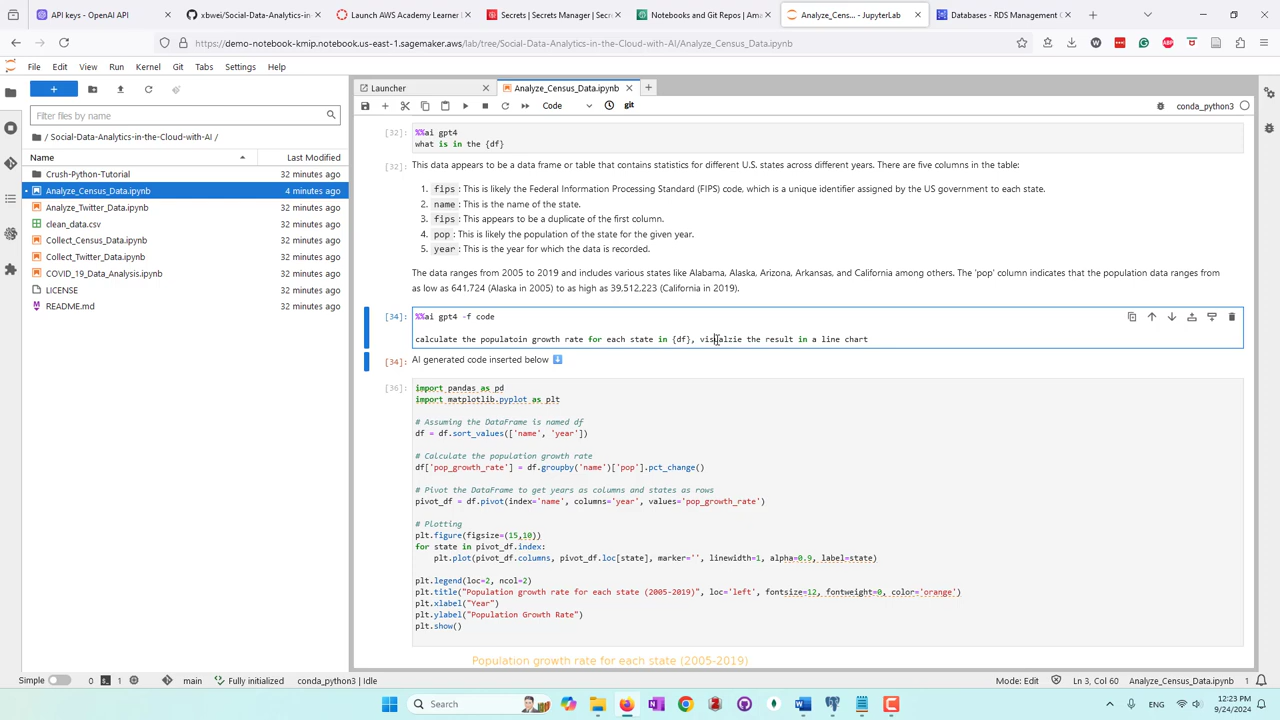 API keys - OpenAI API
xbwei/Social-Data-Analytics-in-
Launch AWS Academy Learner
Secrets | Secrets Manager | Se
Notebooks and Git Repos | Ama
Analyze_Cens... - JupyterLab
Databases - RDS Management C
https://demo-notebook-kmip.notebook.us-east-1.sagemaker.aws/lab/tree/Social-Data-Analytics-in-the-Cloud-with-AI/Analyze_Census_Data.ipynb
File Edit View Run Kernel Git Tabs Settings Help
Launcher
Analyze_Census_Data.ipynb
Code
git
conda_python3
Filter files by name
/ Social-Data-Analytics-in-the-Cloud-with-AI /
Name Last Modified
Crush-Python-Tutorial 32 minutes ago
Analyze_Census_Data.ipynb 4 minutes ago
Analyze_Twitter_Data.ipynb 32 minutes ago
clean_data.csv 32 minutes ago
Collect_Census_Data.ipynb 32 minutes ago
Collect_Twitter_Data.ipynb 32 minutes ago
COVID_19_Data_Analysis.ipynb 32 minutes ago
LICENSE 32 minutes ago
README.md 32 minutes ago
[32]: %%ai gpt4
what is in the {df}
[32]: This data appears to be a data frame or table that contains statistics for different U.S. states across different years. There are five columns in the table:
1. fips : This is likely the Federal Information Processing Standard (FIPS) code, which is a unique identifier assigned by the US government to each state.
2. name : This is the name of the state.
3. fips : This appears to be a duplicate of the first column.
4. pop : This is likely the population of the state for the given year.
5. year : This is the year for which the data is recorded.
The data ranges from 2005 to 2019 and includes various states like Alabama, Alaska, Arizona, Arkansas, and California among others. The 'pop' column indicates that the population data ranges from
as low as 641,724 (Alaska in 2005) to as high as 39,512,223 (California in 2019).
[34]: %%ai gpt4 -f code
calculate the populatoin growth rate for each state in {df}, visualzie the result in a line chart
[34]: AI generated code inserted below
[36]: import pandas as pd
import matplotlib.pyplot as plt
# Assuming the DataFrame is named df
df = df.sort_values(['name', 'year'])
# Calculate the population growth rate
df['pop_growth_rate'] = df.groupby('name')['pop'].pct_change()
# Pivot the DataFrame to get years as columns and states as rows
pivot_df = df.pivot(index='name', columns='year', values='pop_growth_rate')
# Plotting
plt.figure(figsize=(15,10))
for state in pivot_df.index:
plt.plot(pivot_df.columns, pivot_df.loc[state], marker='', linewidth=1, alpha=0.9, label=state)
plt.legend(loc=2, ncol=2)
plt.title("Population growth rate for each state (2005-2019)", loc='left', fontsize=12, fontweight=0, color='orange')
plt.xlabel("Year")
plt.ylabel("Population Growth Rate")
plt.show()
Population growth rate for each state (2005-2019)
Simple 0 1 main Fully initialized conda_python3 | Idle Mode: Edit Ln 3, Col 60 Analyze_Census_Data.ipynb 1
Search
ENG
12:23 PM
9/24/2024